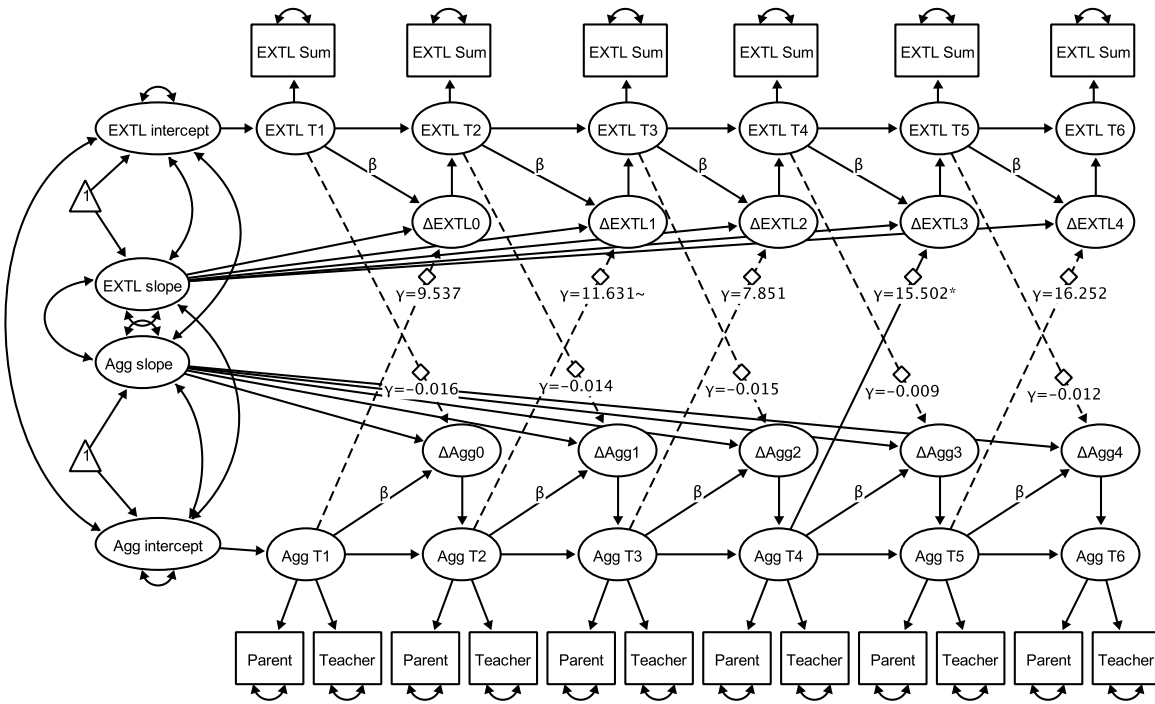 EXTL Sum EXTL Sum EXTL Sum EXTL Sum EXTL Sum EXTL Sum
EXTL intercept EXTL T1 EXTL T2 EXTL T3 EXTL T4 EXTL T5 EXTL T6
β β β β β
1
ΔEXTL0 ΔEXTL1 ΔEXTL2 ΔEXTL3 ΔEXTL4
EXTL slope
γ=9.537 γ=11.631~ γ=7.851 γ=15.502* γ=16.252
Agg slope
γ=−0.016 γ=−0.014 γ=−0.015 γ=−0.009 γ=−0.012
1
ΔAgg0 ΔAgg1 ΔAgg2 ΔAgg3 ΔAgg4
β β β β β
Agg intercept Agg T1 Agg T2 Agg T3 Agg T4 Agg T5 Agg T6
Parent Teacher Parent Teacher Parent Teacher Parent Teacher Parent Teacher Parent Teacher